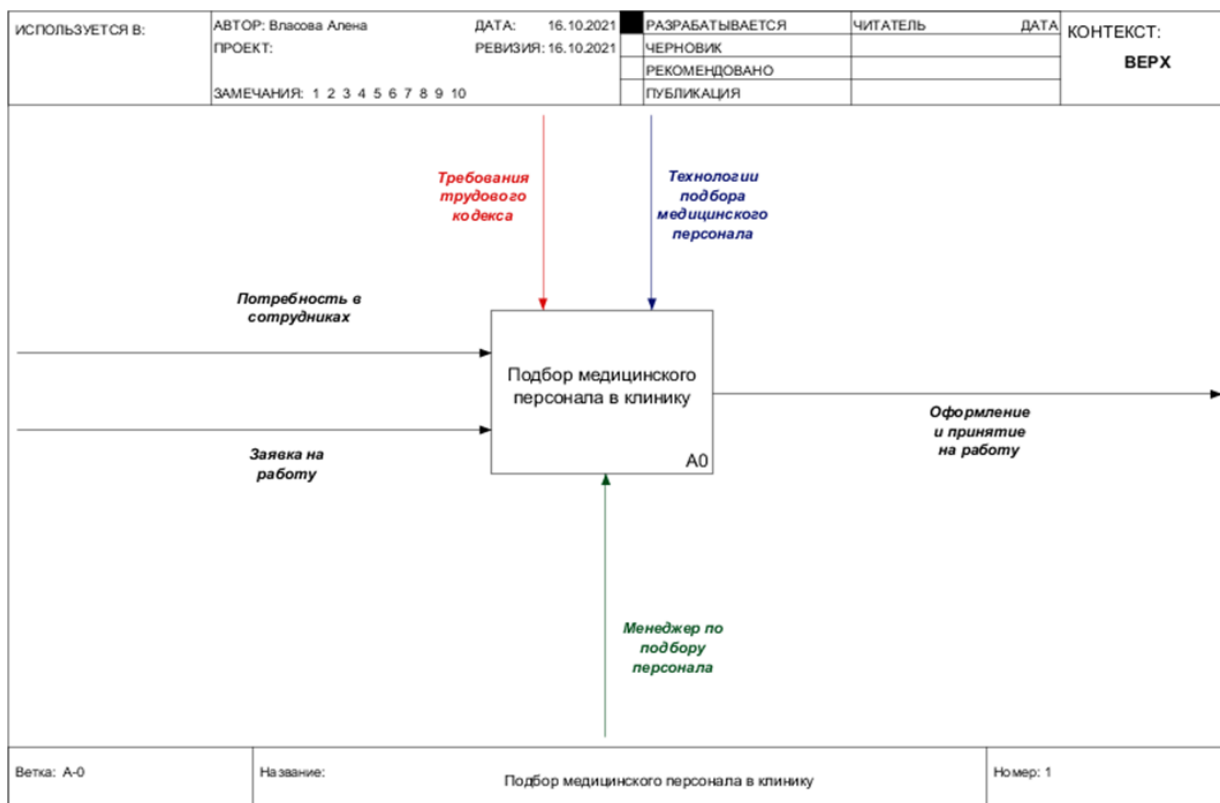 ИСПОЛЬЗУЕТСЯ В:
АВТОР: Власова Алена
ДАТА: 16.10.2021
ПРОЕКТ:
РЕВИЗИЯ: 16.10.2021
ЗАМЕЧАНИЯ: 1 2 3 4 5 6 7 8 9 10
РАЗРАБАТЫВАЕТСЯ
ЧЕРНОВИК
РЕКОМЕНДОВАНО
ПУБЛИКАЦИЯ
ЧИТАТЕЛЬ ДАТА
КОНТЕКСТ:
ВЕРХ
Требования
трудового
кодекса
Технологии
подбора
медицинского
персонала
Потребность в
сотрудниках
Подбор медицинского
персонала в клинику
A0
Заявка на
работу
Оформление
и принятие
на работу
Менеджер по
подбору
персонала
Ветка: A-0
Название:
Подбор медицинского персонала в клинику
Номер: 1